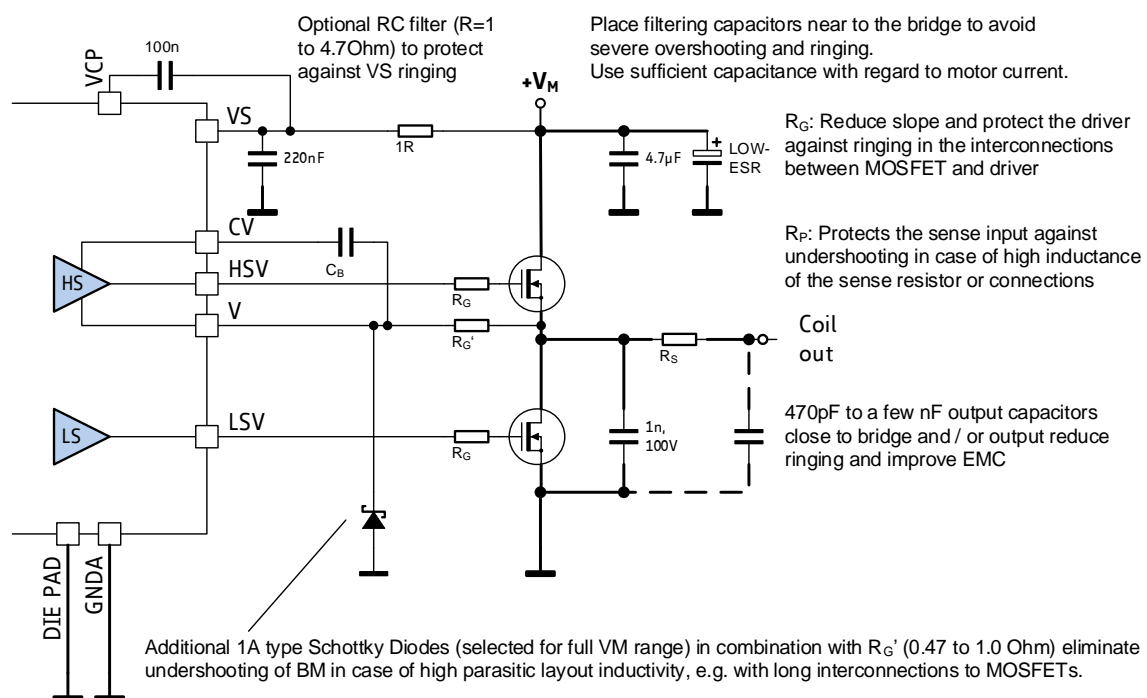 Optional RC filter (R=1
to 4.7Ohm) to protect
against VS ringing
Place filtering capacitors near to the bridge to avoid
severe overshooting and ringing.
Use sufficient capacitance with regard to motor current.
100n
VCP
+VM
VS
1R
220nF
4.7µF
+
LOW-
ESR
RG: Reduce slope and protect the driver
against ringing in the interconnections
between MOSFET and driver
CV
CB
HS
HSV
RG
RP: Protects the sense input against
undershooting in case of high inductance
of the sense resistor or connections
V
RG'
RS
Coil
out
LS
LSV
RG
1n,
100V
470pF to a few nF output capacitors
close to bridge and / or output reduce
ringing and improve EMC
DIE PAD
GNDA
Additional 1A type Schottky Diodes (selected for full VM range) in combination with RG' (0.47 to 1.0 Ohm) eliminate
undershooting of BM in case of high parasitic layout inductivity, e.g. with long interconnections to MOSFETs.